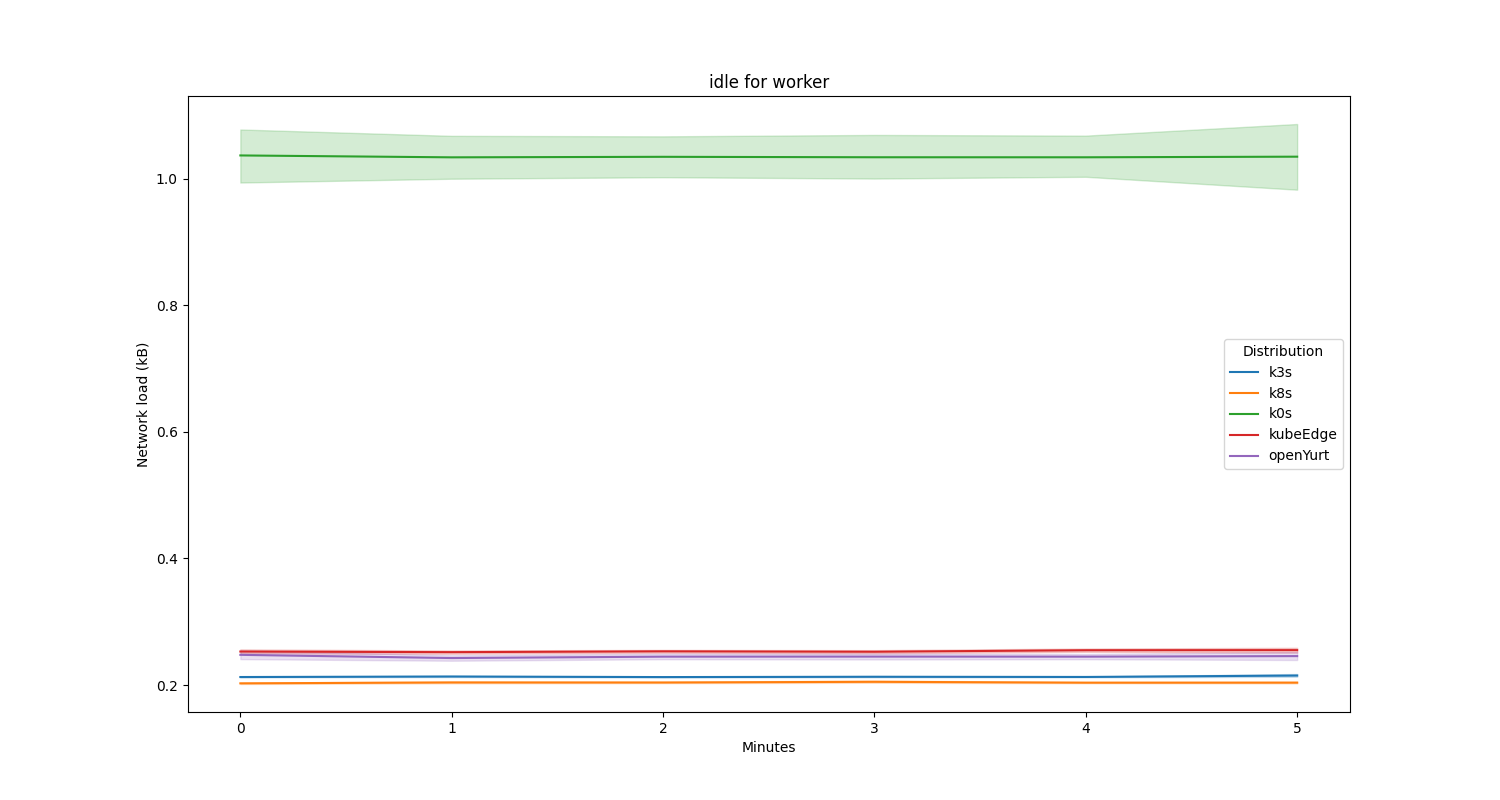 idle for worker
Network load (kB)
1.0
0.8
0.6
0.4
0.2
Distribution
k3s
k8s
k0s
kubeEdge
openYurt
0 1 2 3 4 5
Minutes